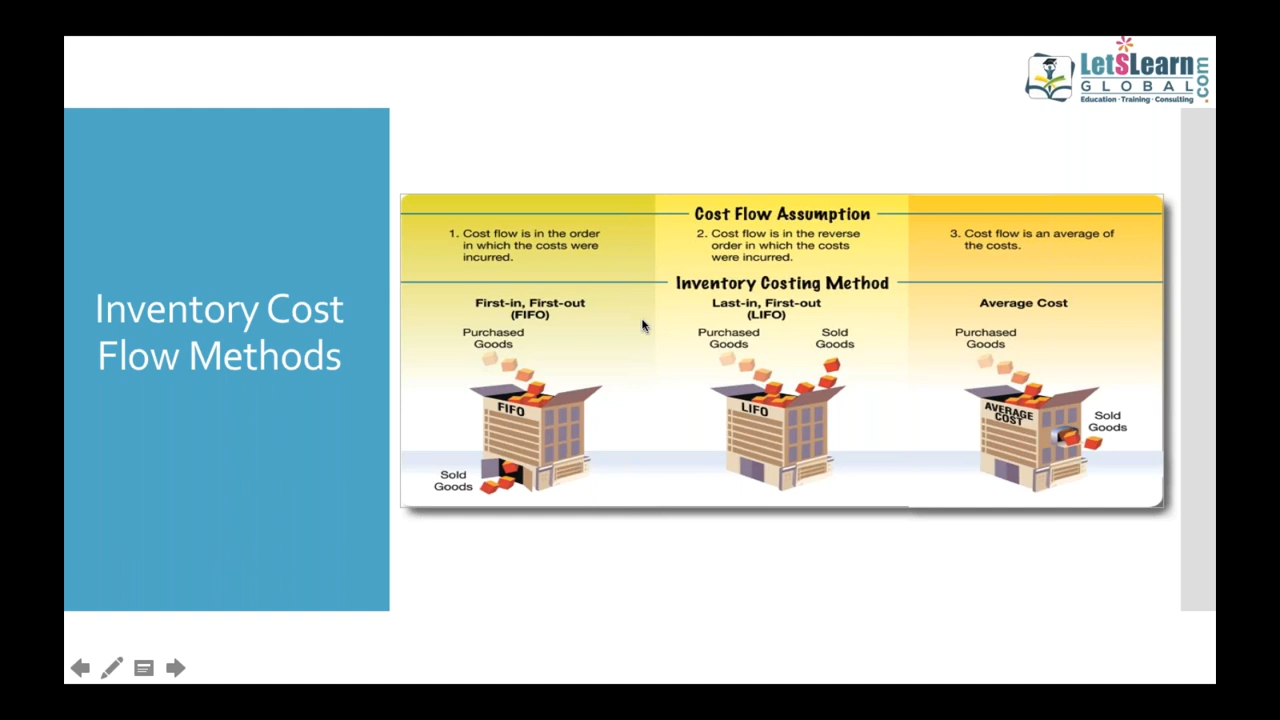 LetSLearn
.com
GLOBAL
Education · Training · Consulting
Inventory Cost
Flow Methods
Cost Flow Assumption
1. Cost flow is in the order
in which the costs were
incurred.
2. Cost flow is in the reverse
order in which the costs
were incurred.
3. Cost flow is an average of
the costs.
Inventory Costing Method
First-in, First-out
(FIFO)
Purchased
Goods
FIFO
Sold
Goods
Last-in, First-out
(LIFO)
Purchased
Goods
Sold
Goods
LIFO
Average Cost
Purchased
Goods
AVERAGE
COST
Sold
Goods